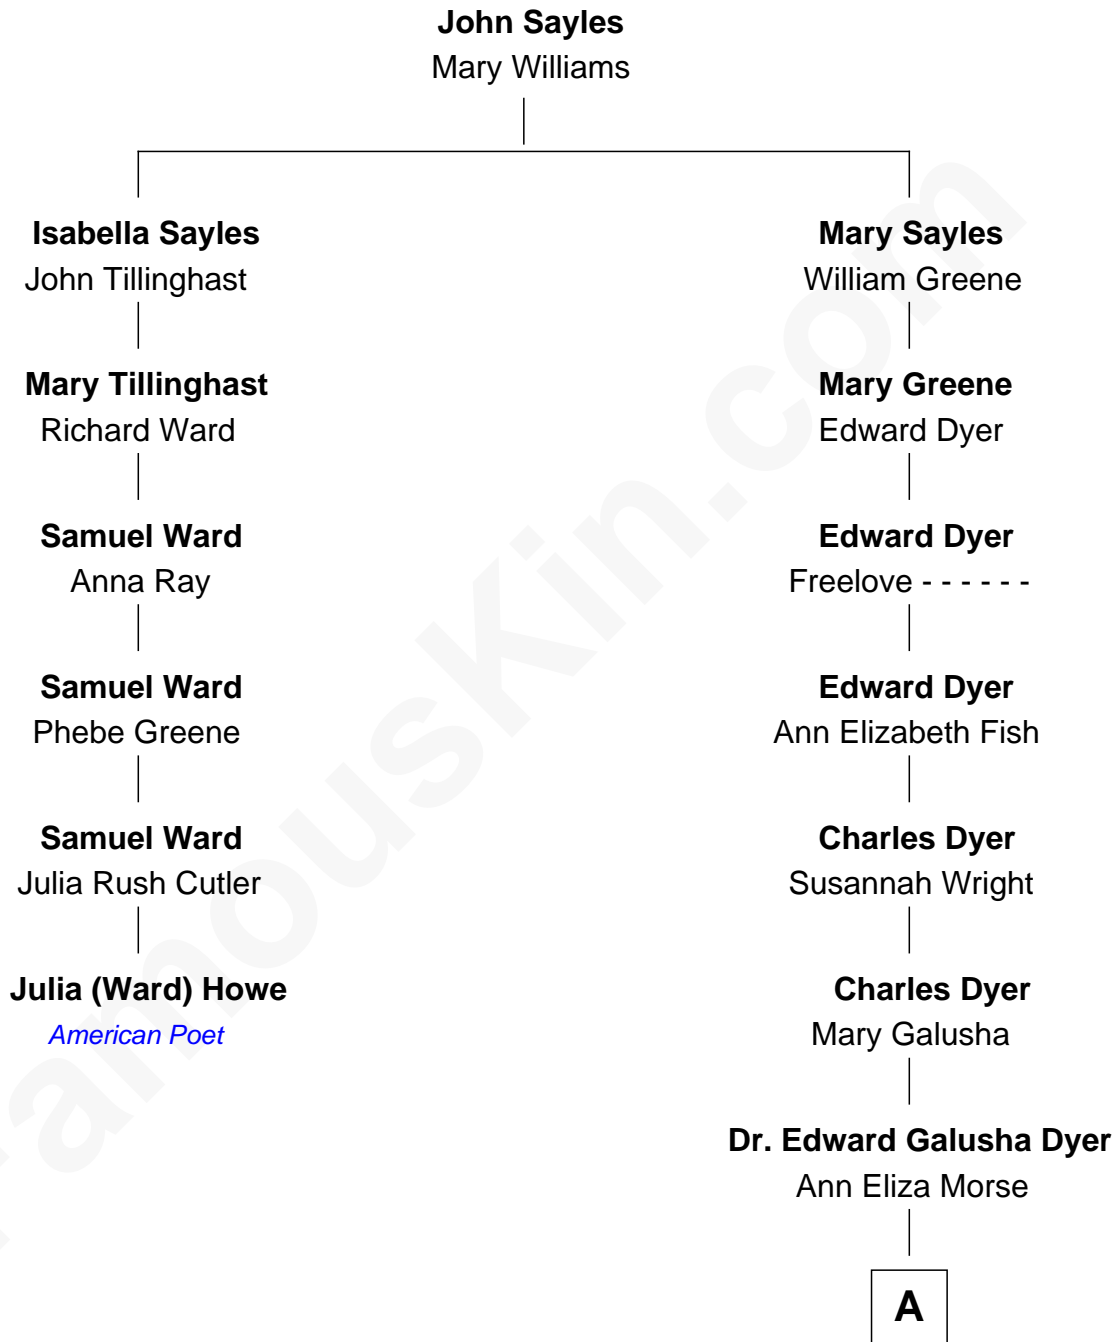 John Sayles
Mary Williams
Isabella Sayles
John Tillinghast
Mary Sayles
William Greene
Mary Tillinghast
Richard Ward
Mary Greene
Edward Dyer
Samuel Ward
Anna Ray
Edward Dyer
Freelove - - - - - -
Samuel Ward
Phebe Greene
Edward Dyer
Ann Elizabeth Fish
Samuel Ward
Julia Rush Cutler
Charles Dyer
Susannah Wright
Julia (Ward) Howe
American Poet
Charles Dyer
Mary Galusha
Dr. Edward Galusha Dyer
Ann Eliza Morse
A
FamousKin.com